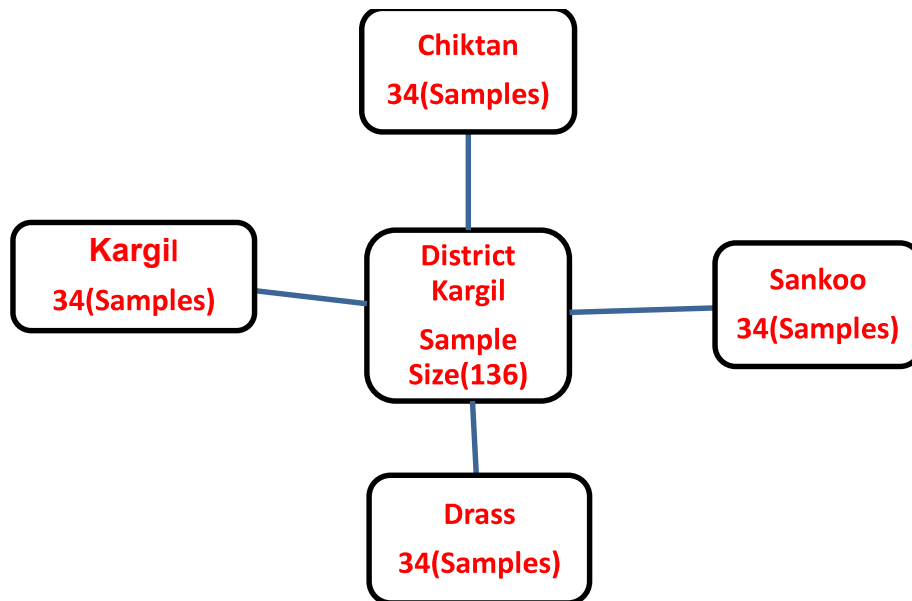 Chiktan
34(Samples)
Kargil
34(Samples)
District
Kargil
Sample
Size(136)
Sankoo
34(Samples)
Drass
34(Samples)